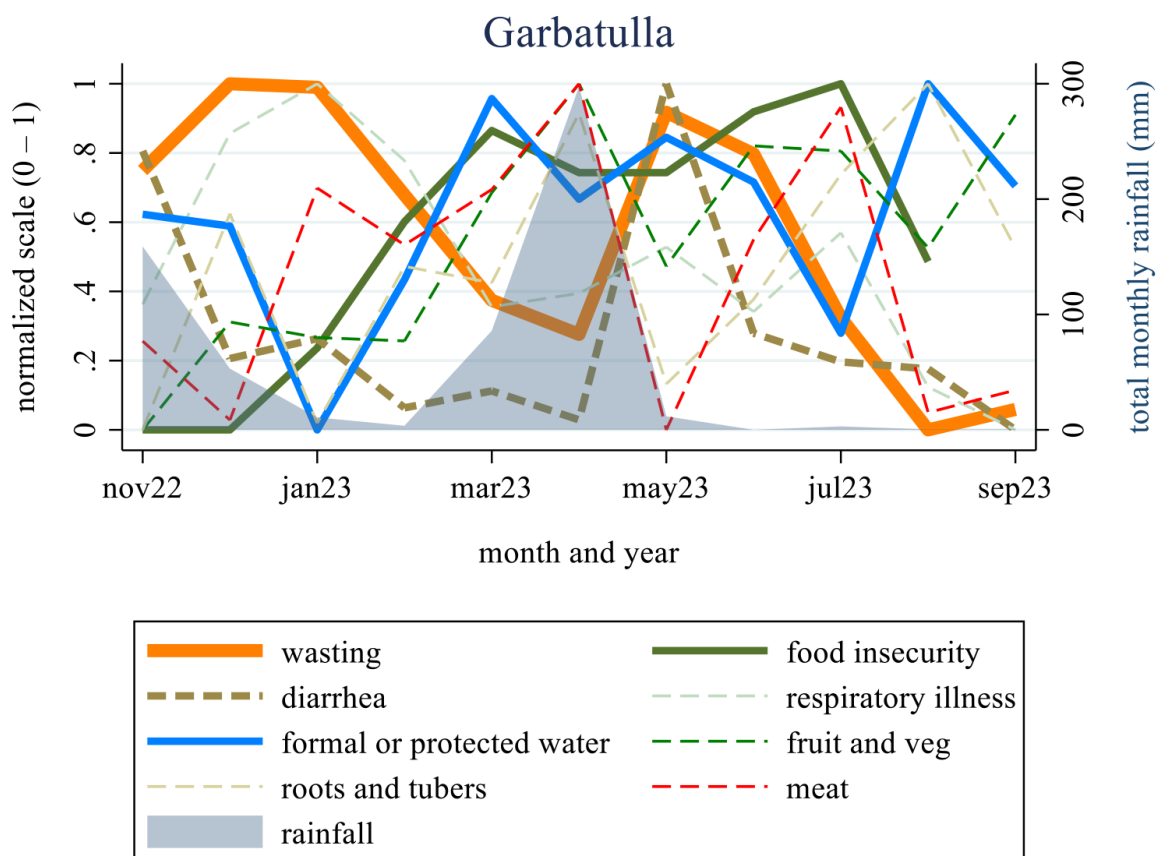 Garbatulla
normalized scale (0 – 1)
1
.8
.6
.4
.2
0
300
200
100
0
total monthly rainfall (mm)
nov22 jan23 mar23 may23 jul23 sep23
month and year
wasting food insecurity
diarrhea respiratory illness
formal or protected water fruit and veg
roots and tubers meat
rainfall